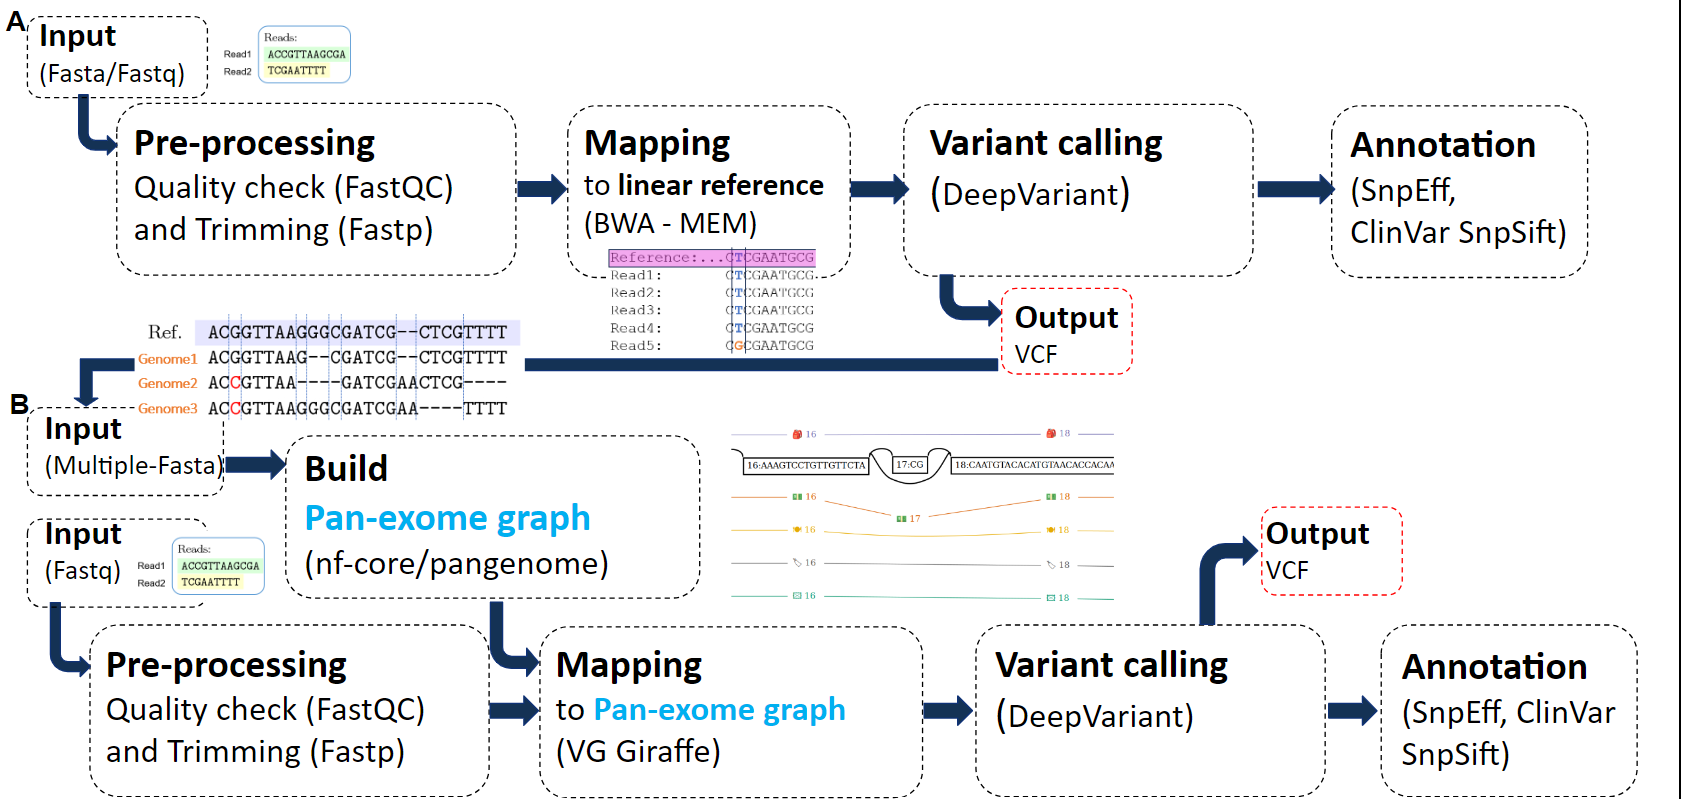 A
Input
(Fasta/Fastq)
Reads:
Read1 ACCGTTAAGCGA
Read2 TCGAATTTT
Pre-processing
Quality check (FastQC)
and Trimming (Fastp)
Mapping
to linear reference
(BWA - MEM)
Reference:...CTCGAATGCG
Read1: CTCGAATGCG
Read2: CTCGAATGCG
Read3: CTCGAATGCG
Read4: CTCGAATGCG
Read5: CGCGAATGCG
Variant calling
(DeepVariant)
Annotation
(SnpEff,
ClinVar SnpSift)
Output
VCF
Ref. ACGGTTAAGGGCGATCG--CTCGTTTT
Genome1 ACGGTTAAG--CGATCG--CTCGTTTT
Genome2 ACCGTTAA----GATCGAACTCG----
Genome3 ACCGTTAAGGGCGATCGAA----TTTT
B
Input
(Multiple-Fasta)
Build
Pan-exome graph
(nf-core/pangenome)
16 18
16:AAAGTCCTGTTGTTCTA 17:CG 18:CAATGTACACATGTAACACCACAA
16 18
17
16 18
16 18
16 18
Input
(Fastq)
Reads:
Read1 ACCGTTAAGCGA
Read2 TCGAATTTT
Pre-processing
Quality check (FastQC)
and Trimming (Fastp)
Mapping
to Pan-exome graph
(VG Giraffe)
Variant calling
(DeepVariant)
Output
VCF
Annotation
(SnpEff, ClinVar
SnpSift)